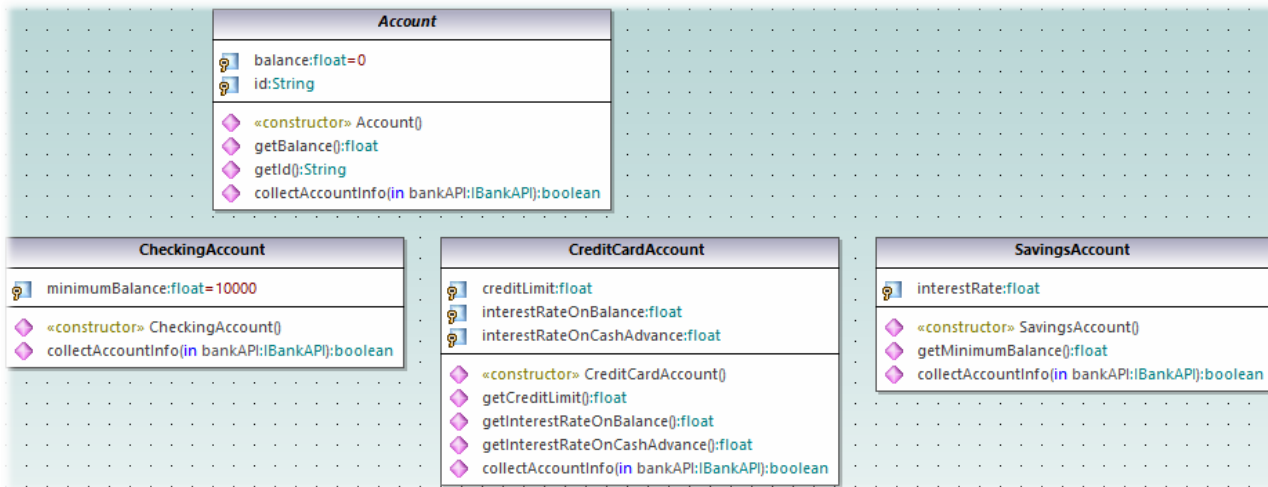 Account
balance:float=0
id:String
«constructor» Account()
getBalance():float
getId():String
collectAccountInfo(in bankAPI:IBankAPI):boolean
CheckingAccount
minimumBalance:float=10000
«constructor» CheckingAccount()
collectAccountInfo(in bankAPI:IBankAPI):boolean
CreditCardAccount
creditLimit:float
interestRateOnBalance:float
interestRateOnCashAdvance:float
«constructor» CreditCardAccount()
getCreditLimit():float
getInterestRateOnBalance():float
getInterestRateOnCashAdvance():float
collectAccountInfo(in bankAPI:IBankAPI):boolean
SavingsAccount
interestRate:float
«constructor» SavingsAccount()
getMinimumBalance():float
collectAccountInfo(in bankAPI:IBankAPI):boolean